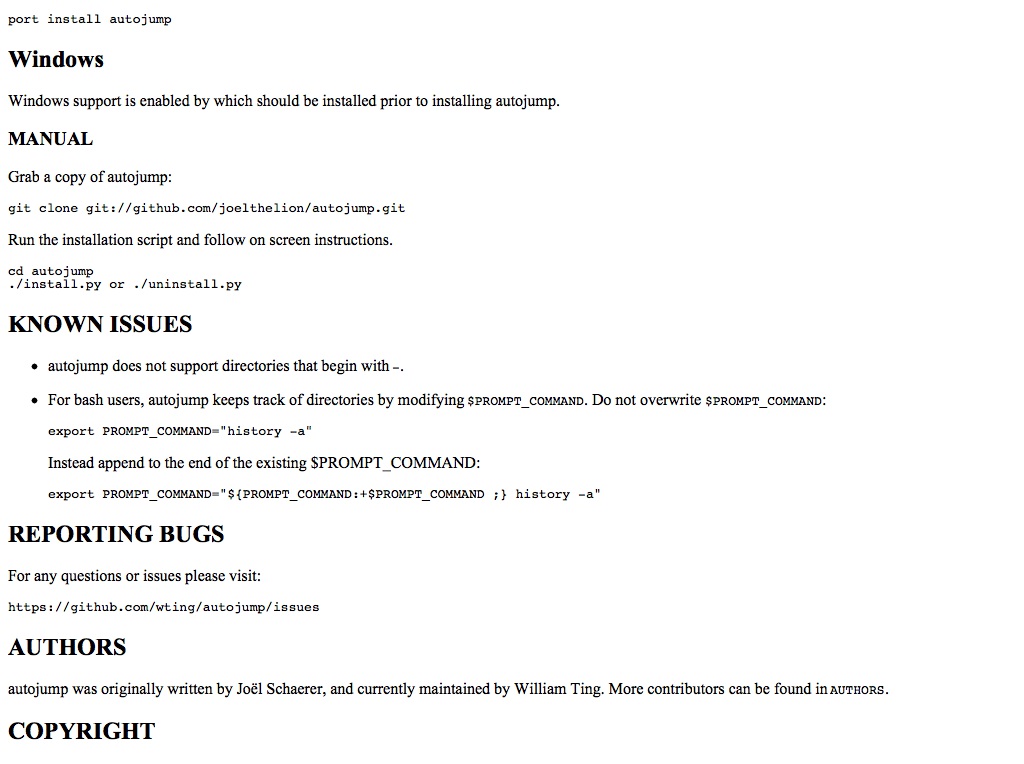 port install autojump
Windows
Windows support is enabled by which should be installed prior to installing autojump.
MANUAL
Grab a copy of autojump:
git clone git://github.com/joelthelion/autojump.git
Run the installation script and follow on screen instructions.
cd autojump
./install.py or ./uninstall.py
KNOWN ISSUES
• autojump does not support directories that begin with -.
• For bash users, autojump keeps track of directories by modifying $PROMPT_COMMAND. Do not overwrite $PROMPT_COMMAND:
export PROMPT_COMMAND="history -a"
Instead append to the end of the existing $PROMPT_COMMAND:
export PROMPT_COMMAND="${PROMPT_COMMAND:+$PROMPT_COMMAND ;} history -a"
REPORTING BUGS
For any questions or issues please visit:
https://github.com/wting/autojump/issues
AUTHORS
autojump was originally written by Joël Schaerer, and currently maintained by William Ting. More contributors can be found in AUTHORS.
COPYRIGHT